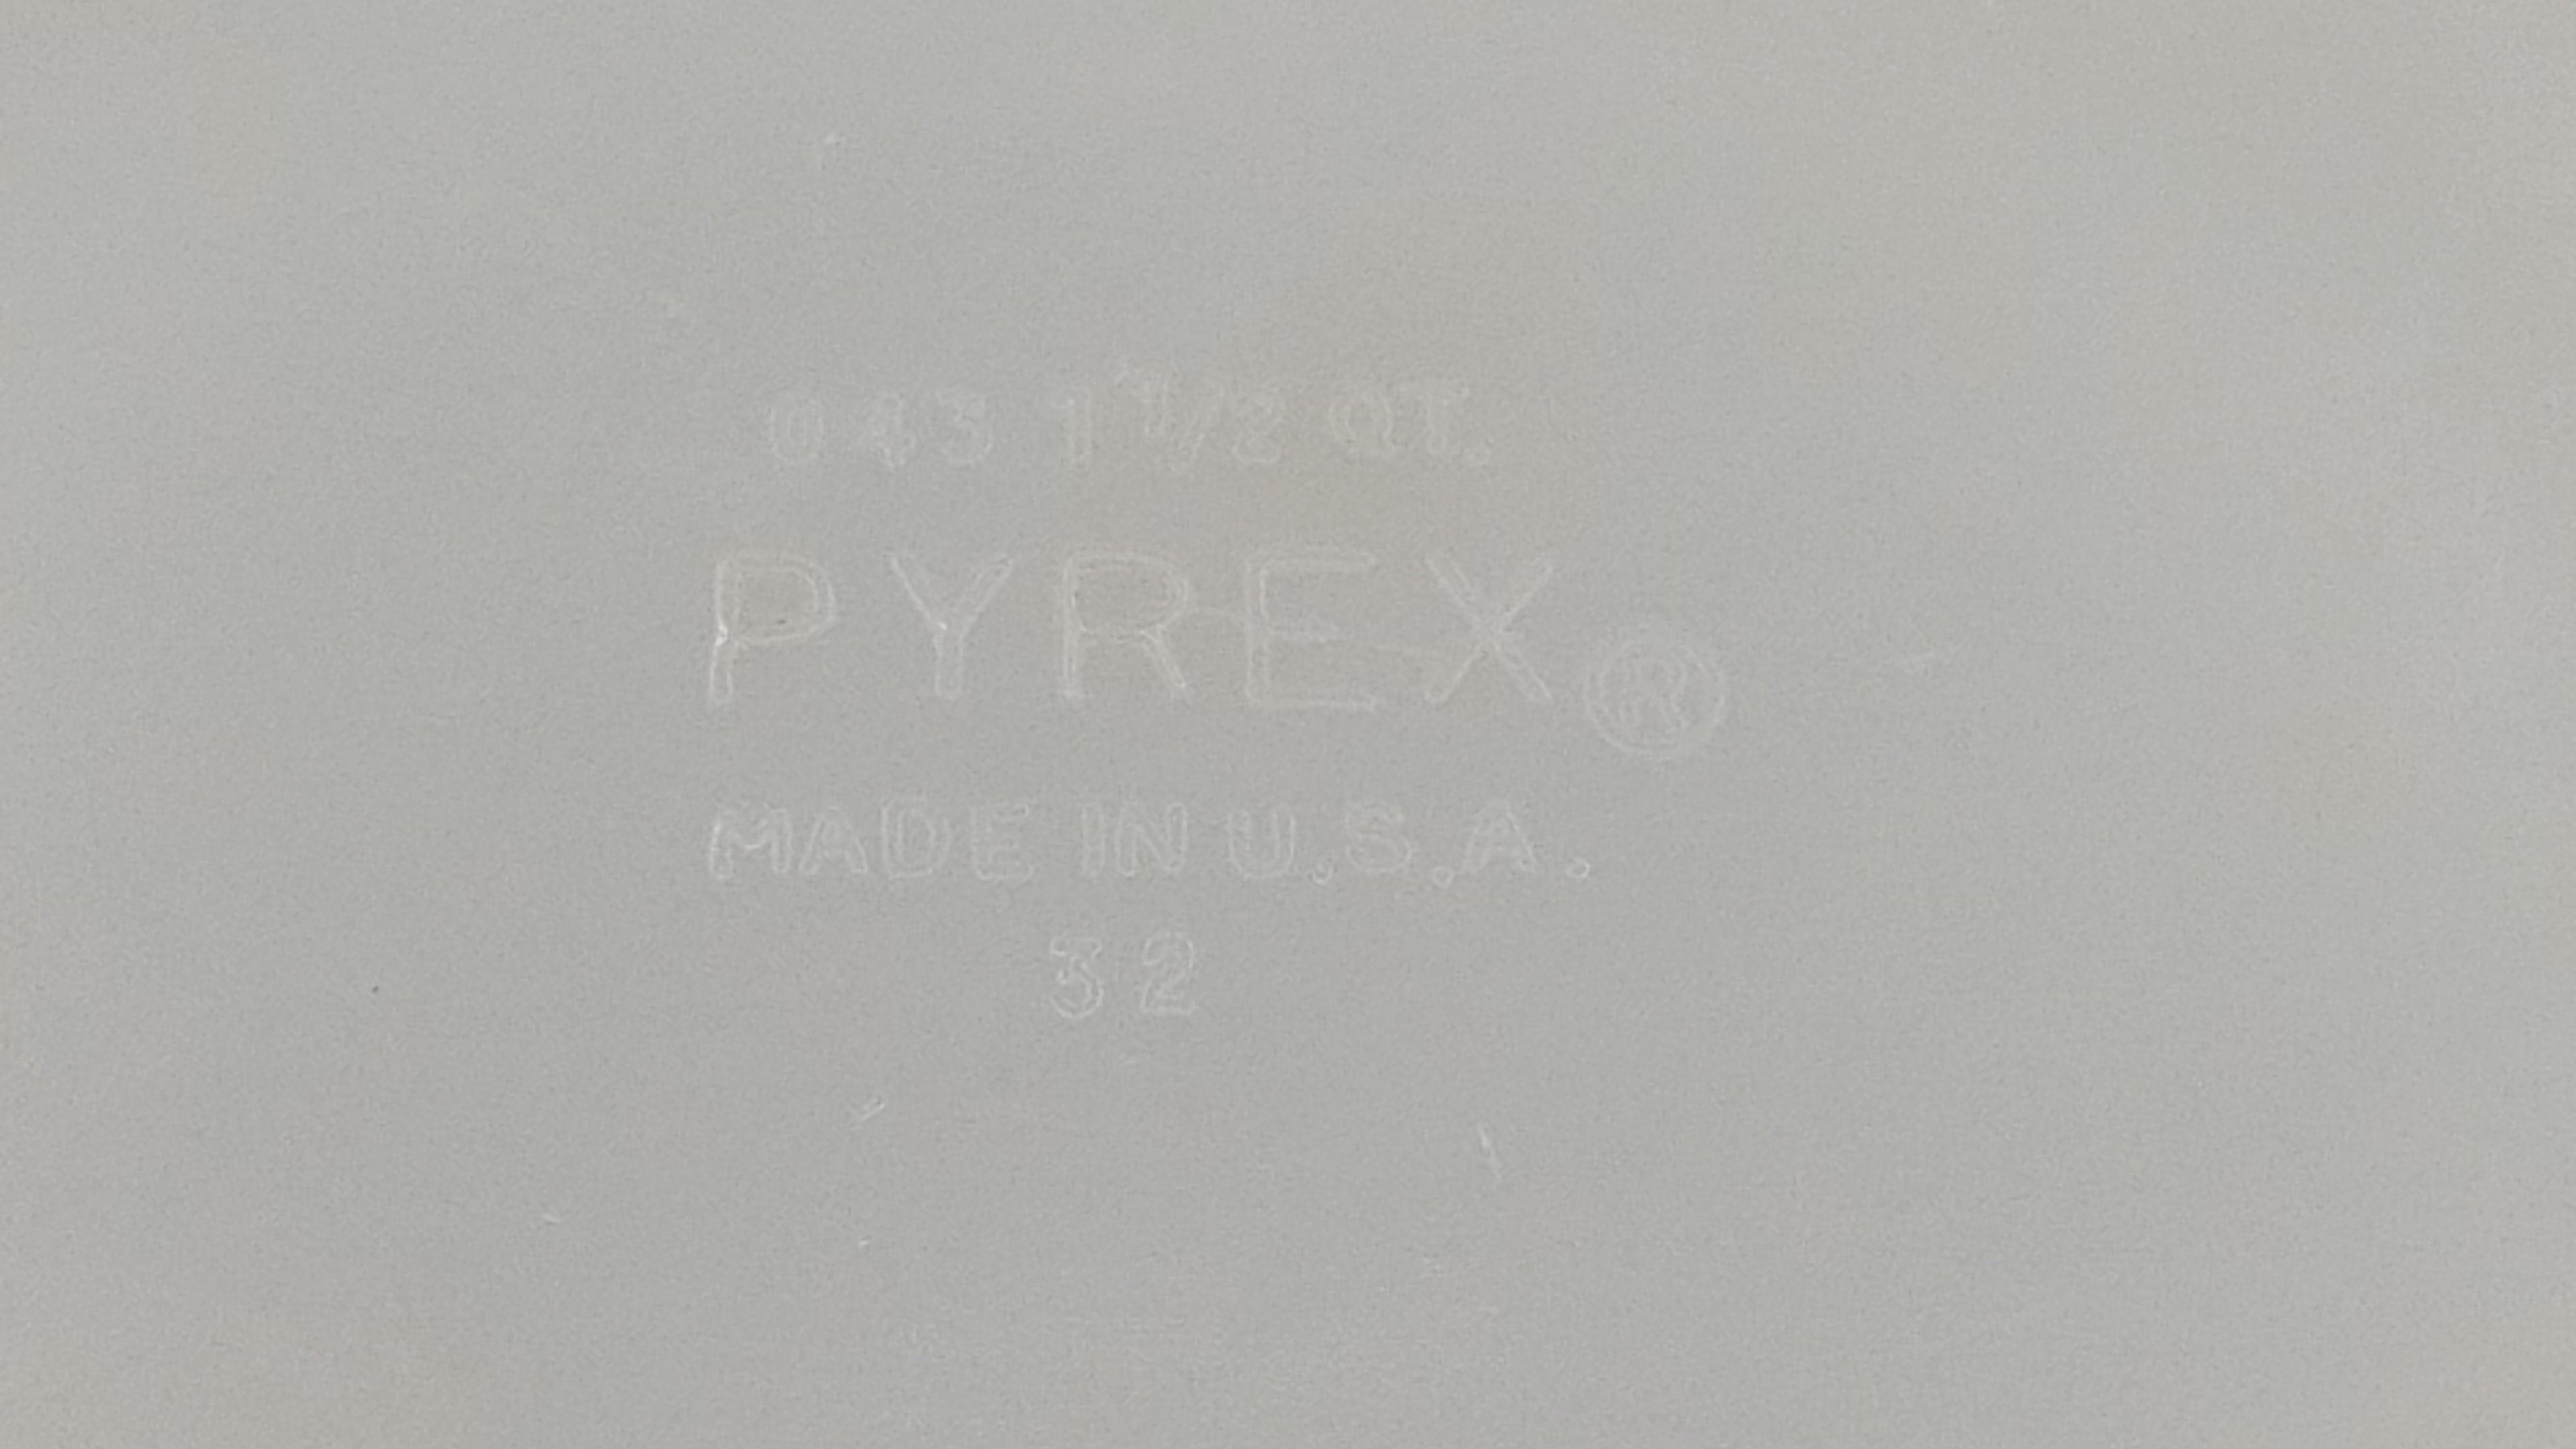 043 1 1/2 QT.
PYREX®
MADE IN U.S.A.
32